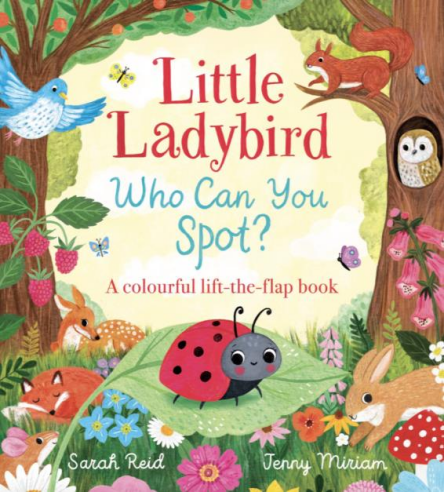 Little
Ladybird
Who Can You
Spot?
A colourful lift-the-flap book
Sarah Reid
Jenny Miriam